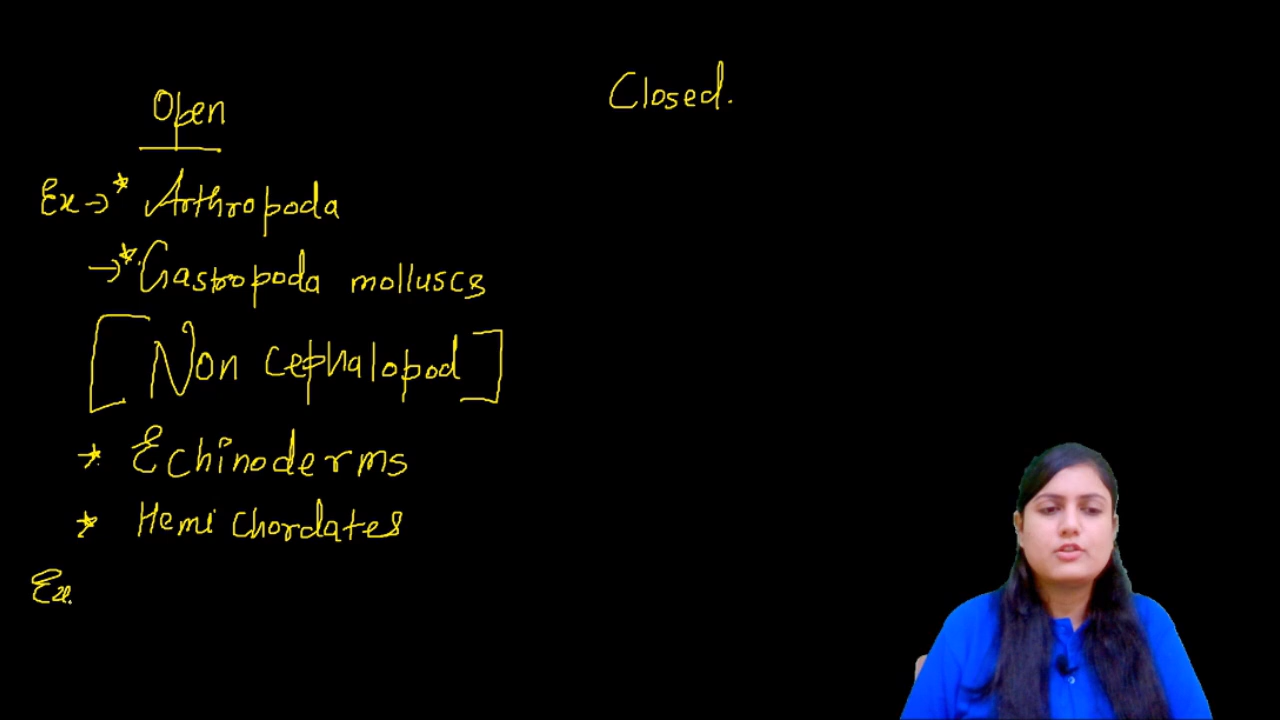 Open
Closed.
Ex → * Arthropoda
→ * Gastropoda molluscs
[Non cephalopod]
* Echinoderms
* Hemi Chordates
Ex.